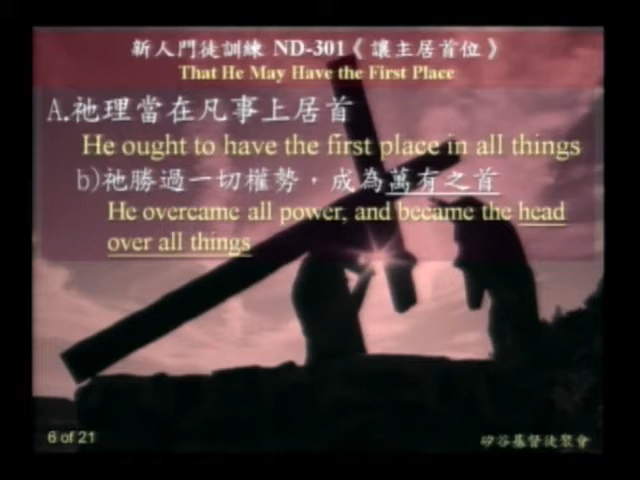 新人門徒訓練 ND-301《讓主居首位》
That He May Have the First Place
A.祂理當在凡事上居首
He ought to have the first place in all things
b)祂勝過一切權勢，成為萬有之首
He overcame all power, and became the head
over all things
6 of 21
矽谷基督徒聚會